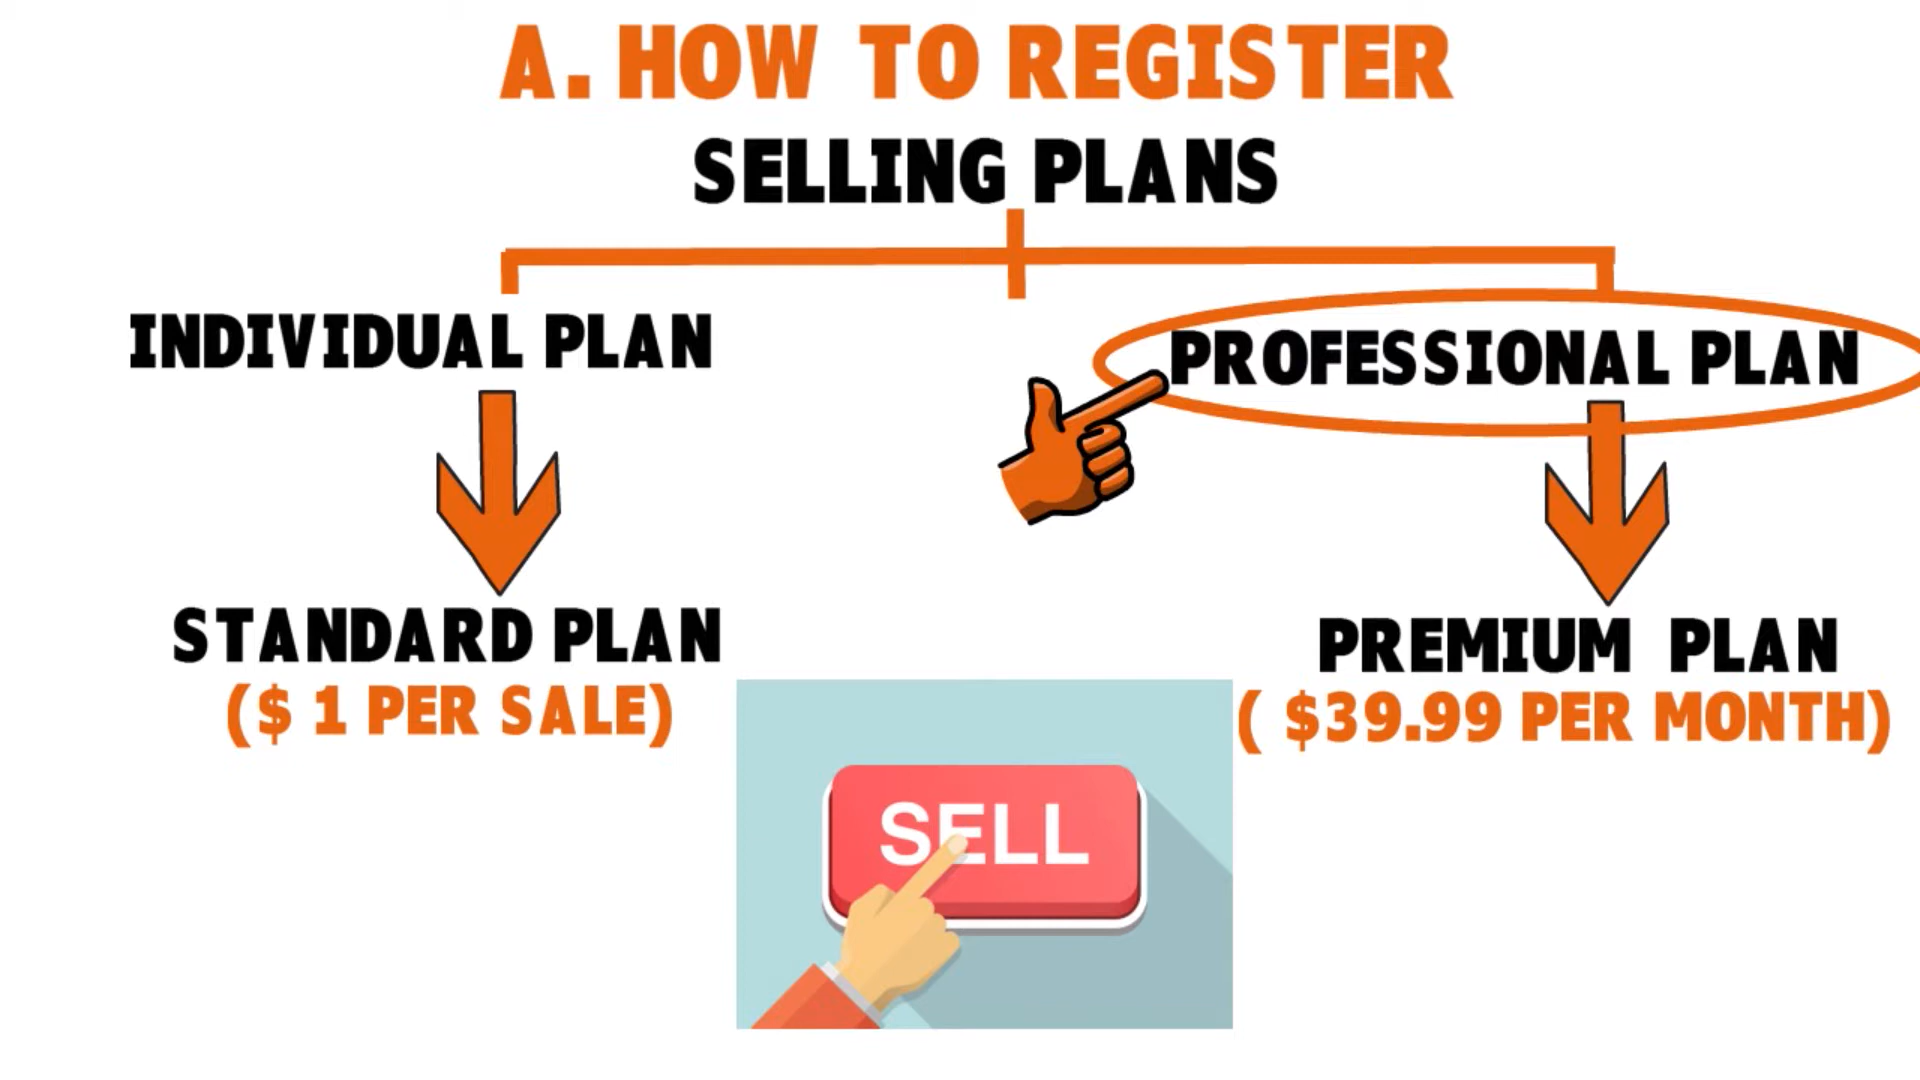 A. HOW TO REGISTER
SELLING PLANS
INDIVIDUAL PLAN
PROFESSIONAL PLAN
STANDARD PLAN
($ 1 PER SALE)
PREMIUM PLAN
( $39.99 PER MONTH)
SELL